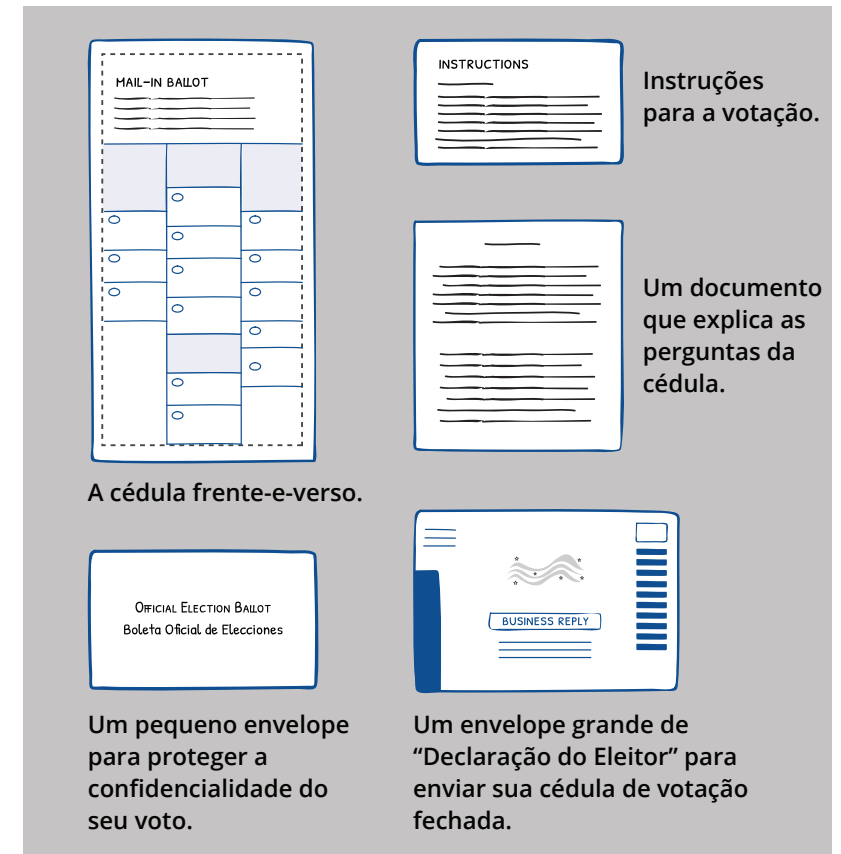 MAIL-IN BALLOT
A cédula frente-e-verso.
INSTRUCTIONS
Instruções
para a votação.
Um documento
que explica as
perguntas da
cédula.
OFFICIAL ELECTION BALLOT
Boleta Oficial de Elecciones
Um pequeno envelope
para proteger a
confidencialidade do
seu voto.
BUSINESS REPLY
Um envelope grande de
“Declaração do Eleitor” para
enviar sua cédula de votação
fechada.